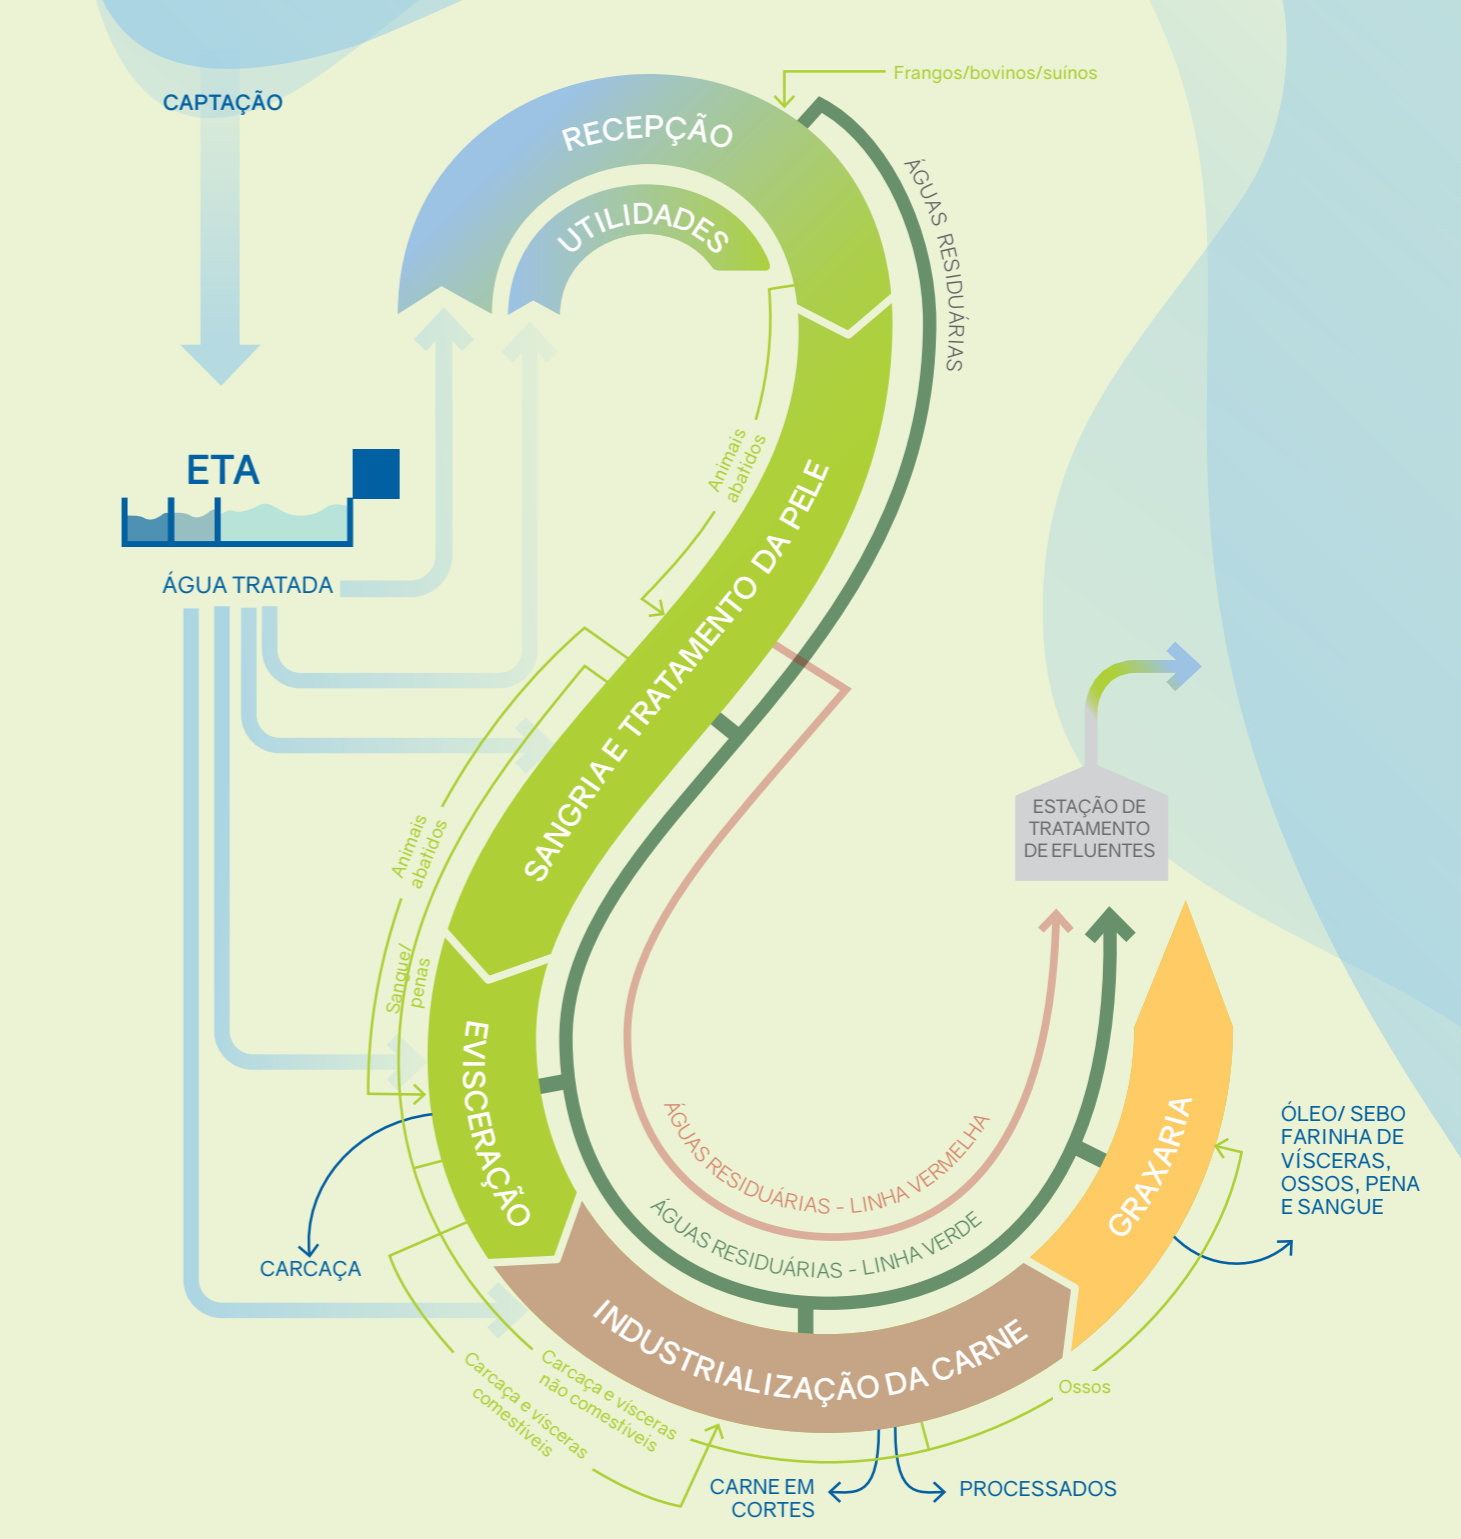 CAPTAÇÃO
Frangos/bovinos/suínos
RECEPÇÃO
UTILIDADES
ÁGUAS RESIDUÁRIAS
ETA
ÁGUA TRATADA
Animais
abatidos
SANGRIA E TRATAMENTO DA PELE
Animais
abatidos
Sangue/
penas
ESTAÇÃO DE
TRATAMENTO
DE EFLUENTES
EVISCERAÇÃO
CARCAÇA
ÁGUAS RESIDUÁRIAS - LINHA VERMELHA
ÁGUAS RESIDUÁRIAS - LINHA VERDE
GRAXARIA
ÓLEO/ SEBO
FARINHA DE
VÍSCERAS,
OSSOS, PENA
E SANGUE
INDUSTRIALIZAÇÃO DA CARNE
Carcaça e vísceras
não comestíveis
Carcaça e vísceras
comestíveis
Ossos
CARNE EM
CORTES
PROCESSADOS